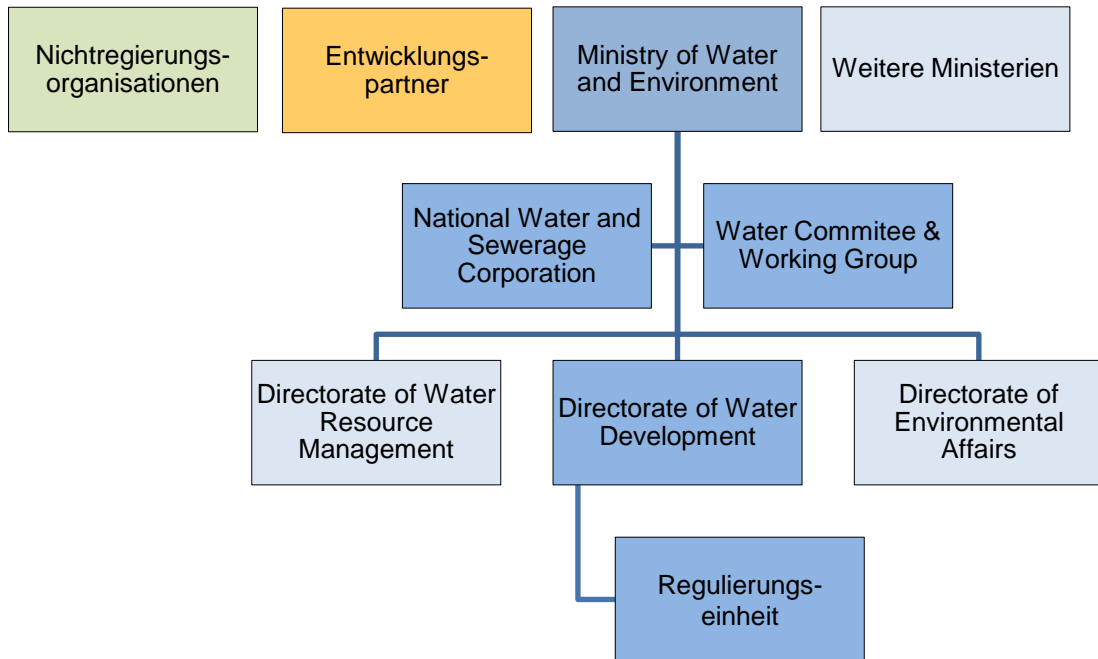 Nichtregierungs-
organisationen
Entwicklungs-
partner
Ministry of Water
and Environment
Weitere Ministerien
National Water and
Sewerage
Corporation
Water Commitee &
Working Group
Directorate of Water
Resource
Management
Directorate of Water
Development
Directorate of
Environmental
Affairs
Regulierungs-
einheit